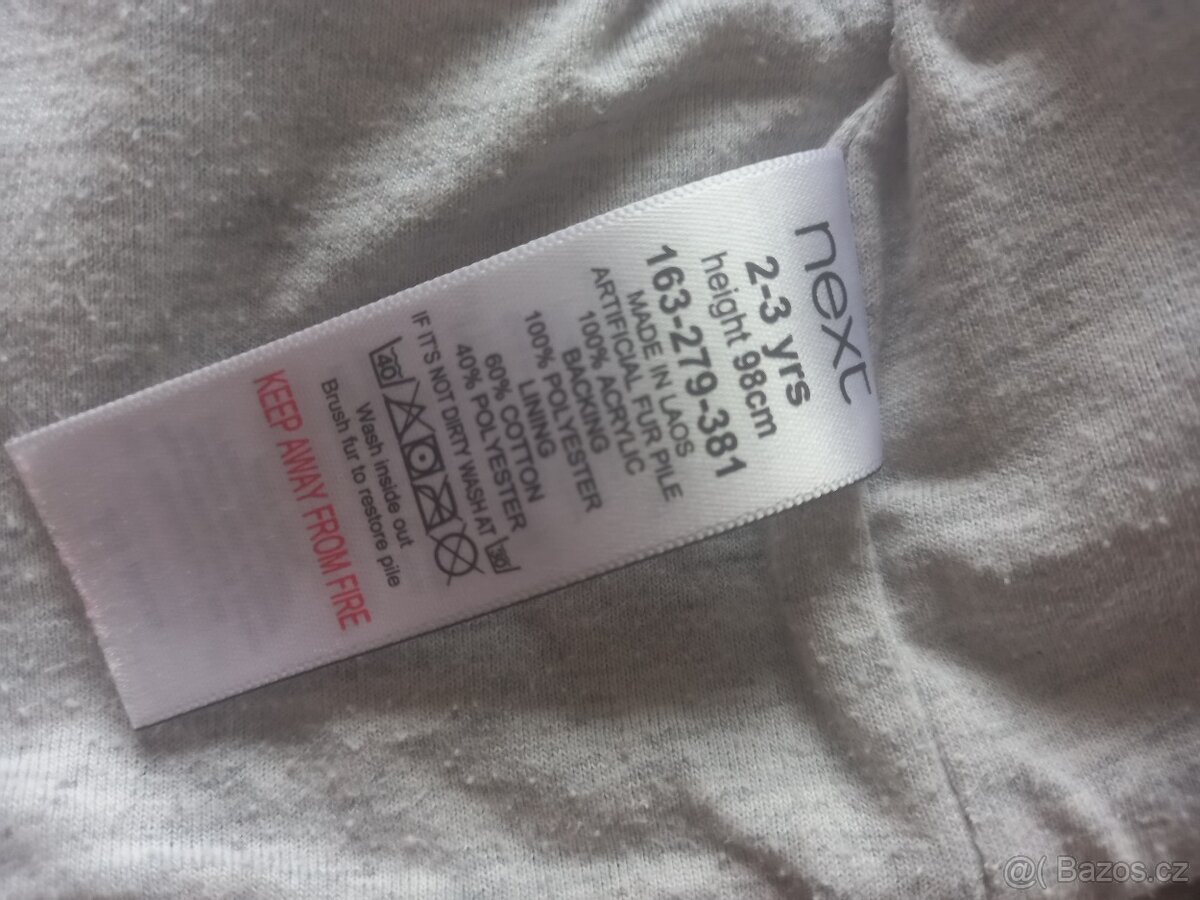 next
2-3 yrs
height 98cm
163-279-381
MADE IN LAOS
ARTIFICIAL FUR PILE
100% ACRYLIC
BACKING
100% POLYESTER
LINING
60% COTTON
40% POLYESTER
IF IT'S NOT DIRTY WASH AT 30
40
Wash inside out
Brush fur to restore pile
KEEP AWAY FROM FIRE
@( Bazos.cz